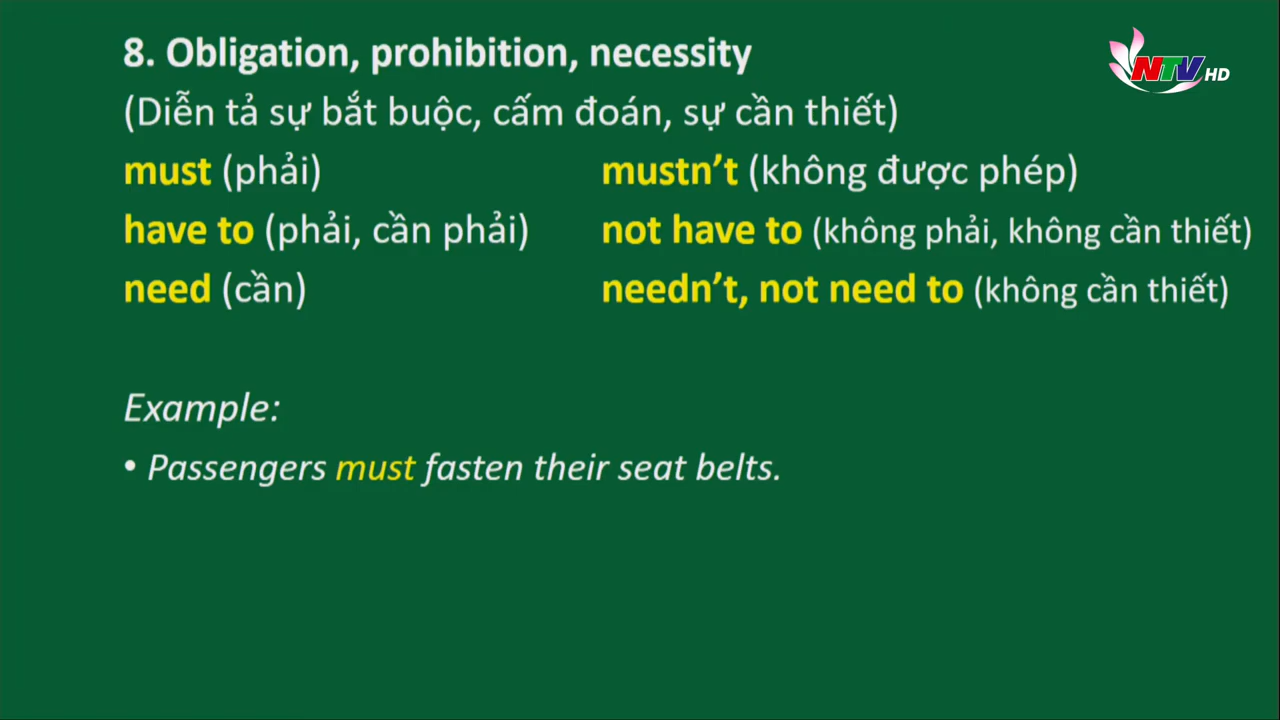 8. Obligation, prohibition, necessity
NTV HD
(Diễn tả sự bắt buộc, cấm đoán, sự cần thiết)
must (phải) mustn’t (không được phép)
have to (phải, cần phải) not have to (không phải, không cần thiết)
need (cần) needn’t, not need to (không cần thiết)
Example:
• Passengers must fasten their seat belts.